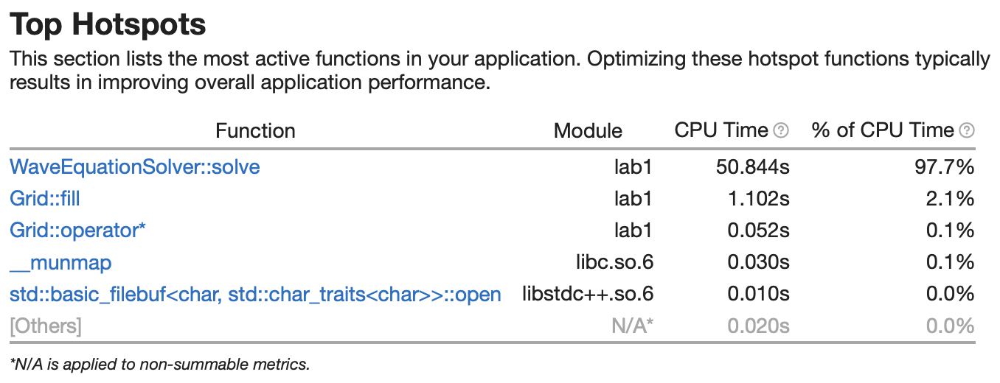 Top Hotspots
This section lists the most active functions in your application. Optimizing these hotspot functions typically
results in improving overall application performance.
Function Module CPU Time ? % of CPU Time ?
WaveEquationSolver::solve lab1 50.844s 97.7%
Grid::fill lab1 1.102s 2.1%
Grid::operator* lab1 0.052s 0.1%
__munmap libc.so.6 0.030s 0.1%
std::basic_filebuf<char, std::char_traits<char>>::open libstdc++.so.6 0.010s 0.0%
[Others] N/A* 0.020s 0.0%
*N/A is applied to non-summable metrics.